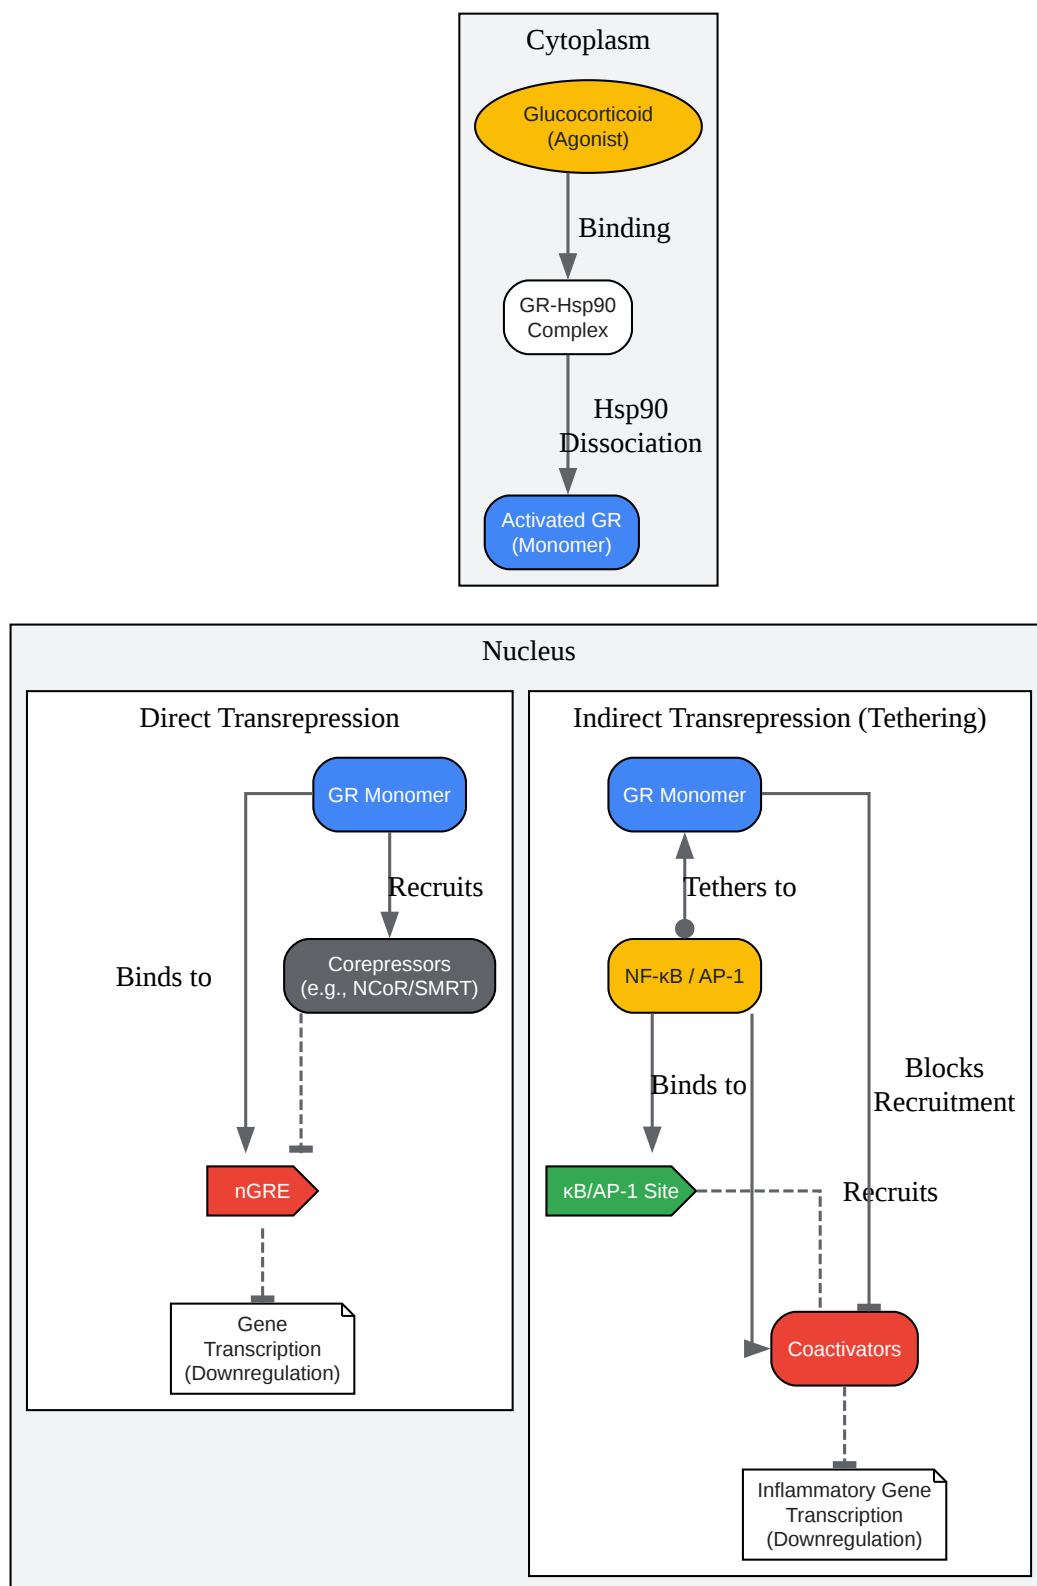 Cytoplasm
Glucocorticoid
(Agonist)
Binding
GR-Hsp90
Complex
Hsp90
Dissociation
Activated GR
(Monomer)
Nucleus
Direct Transrepression
GR Monomer
Recruits
Corepressors
(e.g., NCoR/SMRT)
Binds to
nGRE
Gene
Transcription
(Downregulation)
Indirect Transrepression (Tethering)
GR Monomer
Tethers to
NF-κB / AP-1
Binds to
Blocks
Recruitment
κB/AP-1 Site
Recruits
Coactivators
Inflammatory Gene
Transcription
(Downregulation)